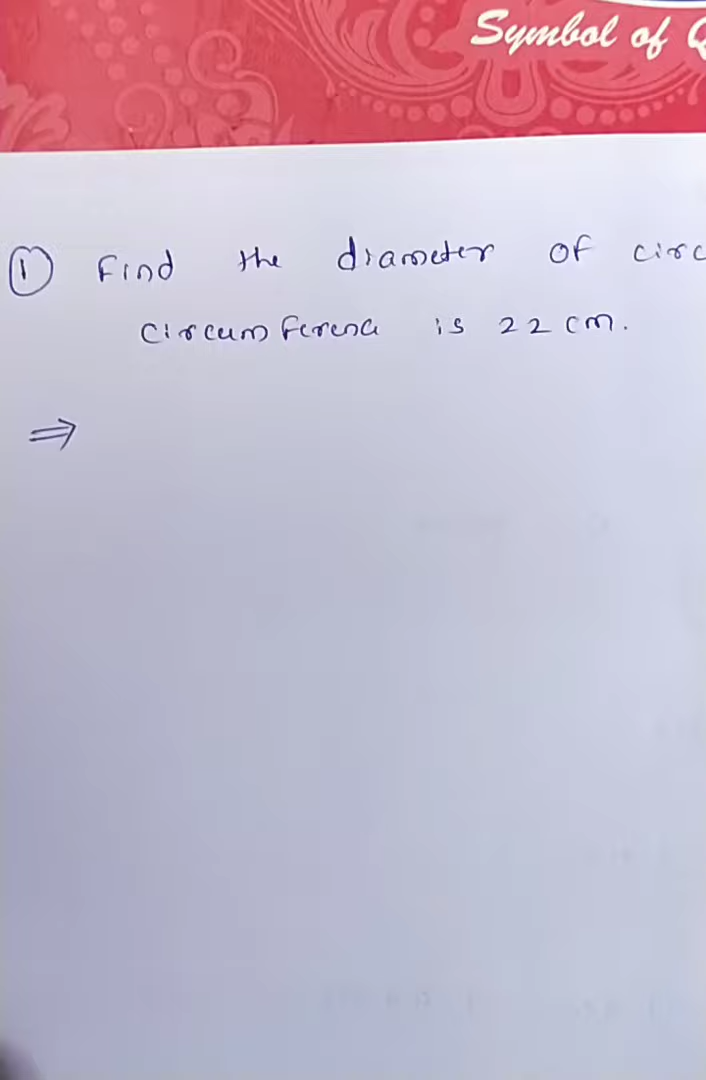 Symbol of Q
① Find the diameter of circ
circumference is 22 cm.
⇒